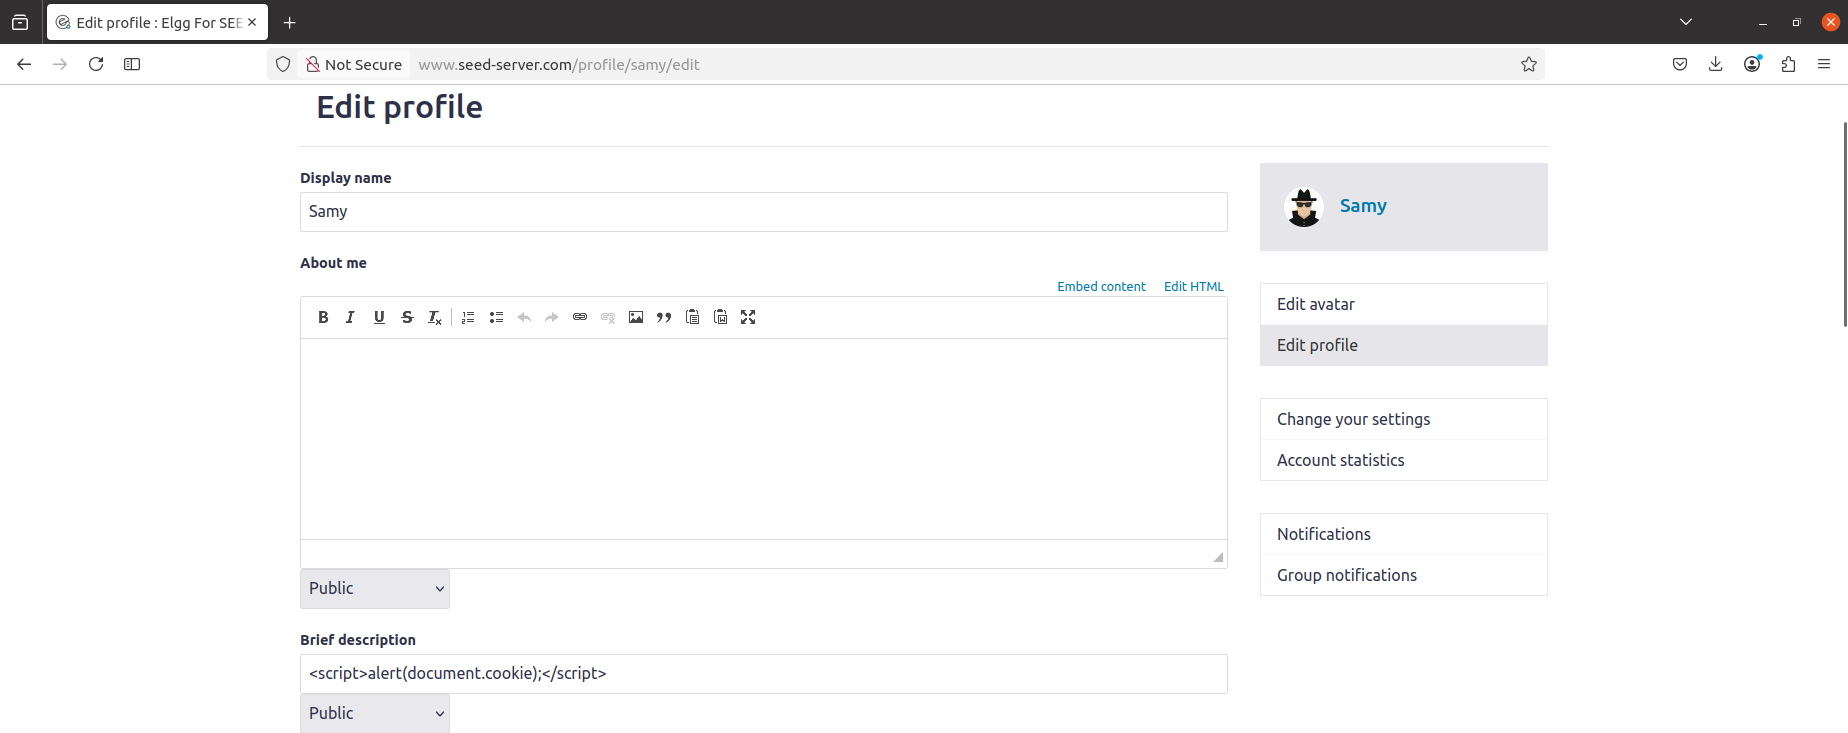 Edit profile : Elgg For SEE
Not Secure www.seed-server.com/profile/samy/edit
Edit profile
Display name
Samy
About me
Embed content Edit HTML
B I U S Tx
Public
Brief description
<script>alert(document.cookie);</script>
Public
Samy
Edit avatar
Edit profile
Change your settings
Account statistics
Notifications
Group notifications